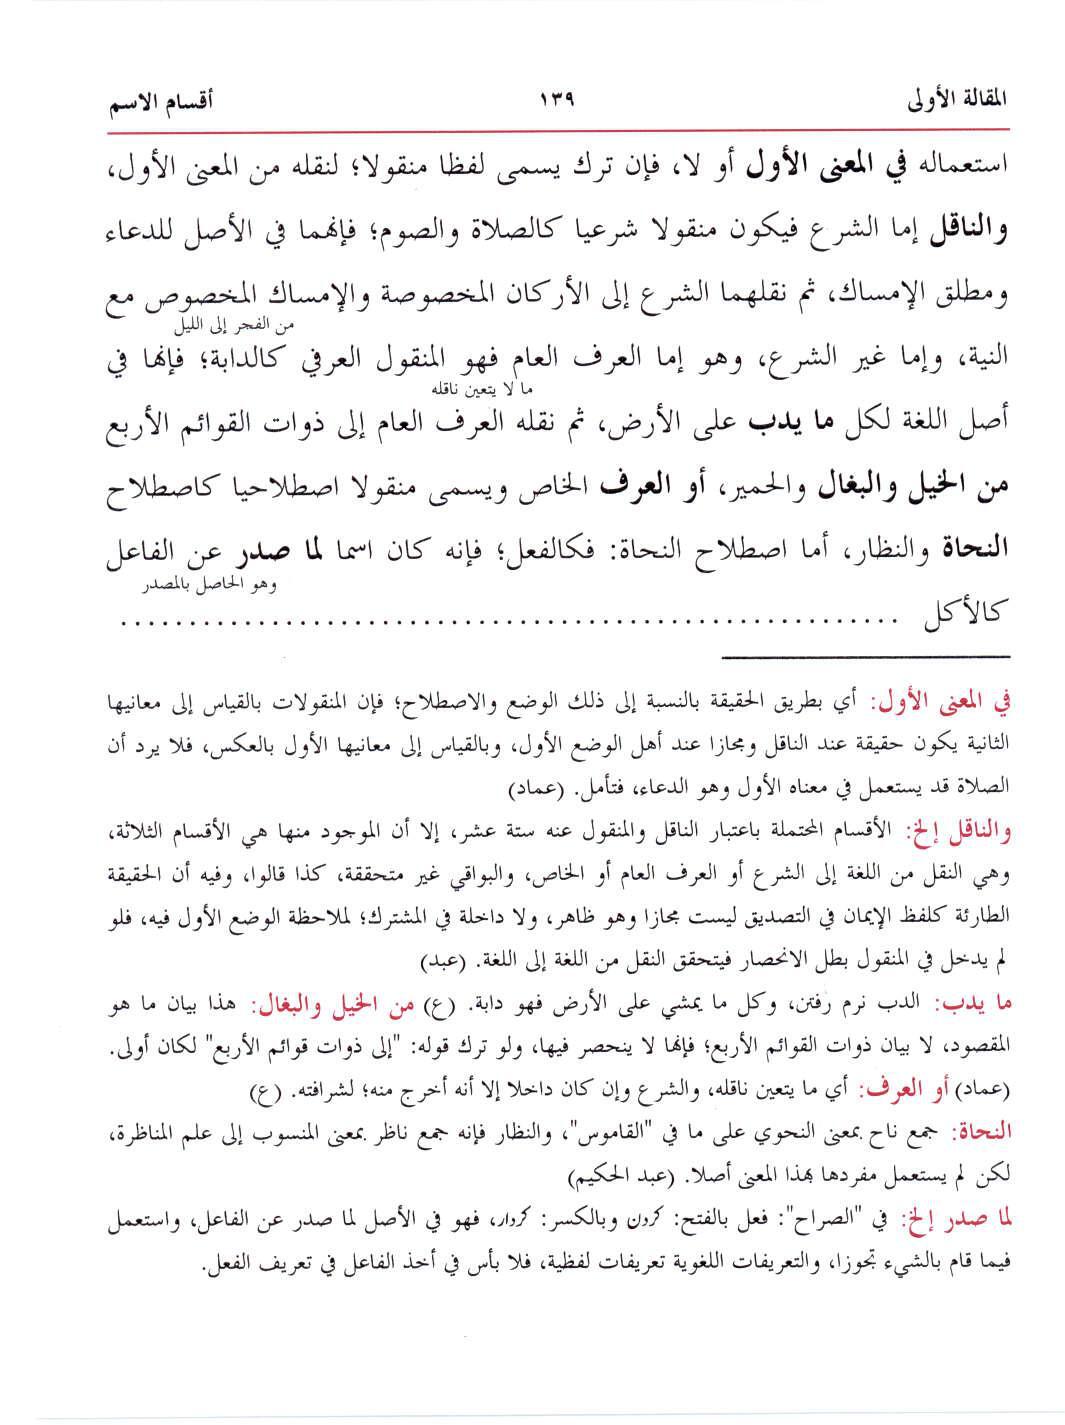 المقالة الأولى ١٣٩ أقسام الاسم
استعماله في المعنى الأول أو لا، فإن ترك يسمى لفظا منقولا؛ لنقله من المعنى الأول،
والناقل إما الشرع فيكون منقولا شرعيا كالصلاة والصوم؛ فإنهما في الأصل للدعاء
ومطلق الإمساك، ثم نقلهما الشرع إلى الأركان المخصوصة والإمساك المخصوص مع
من الفجر إلى الليل
النية، وإما غير الشرع، وهو إما العرف العام فهو المنقول العرفي كالدابة؛ فإنها في
ما لا يتعين ناقله
أصل اللغة لكل ما يدب على الأرض، ثم نقله العرف العام إلى ذوات القوائم الأربع
من الخيل والبغال والحمير، أو العرف الخاص ويسمى منقولا اصطلاحيا كاصطلاح
النحاة والنظار، أما اصطلاح النحاة: فكالفعل؛ فإنه كان اسما لما صدر عن الفاعل
وهو الحاصل بالمصدر
كالأكل ..........................................................
في المعنى الأول: أي بطريق الحقيقة بالنسبة إلى ذلك الوضع والاصطلاح؛ فإن المنقولات بالقياس إلى معانيها
الثانية يكون حقيقة عند الناقل ومجازا عند أهل الوضع الأول، وبالقياس إلى معانيها الأول بالعكس، فلا يرد أن
الصلاة قد يستعمل في معناه الأول وهو الدعاء، فتأمل. (عماد)
والناقل إلخ: الأقسام المحتملة باعتبار الناقل والمنقول عنه ستة عشر، إلا أن الموجود منها هي الأقسام الثلاثة،
وهي النقل من اللغة إلى الشرع أو العرف العام أو الخاص، والبواقي غير متحققة، كذا قالوا، وفيه أن الحقيقة
الطارئة كلفظ الإيمان في التصديق ليست مجازا وهو ظاهر، ولا داخلة في المشترك؛ لملاحظة الوضع الأول فيه، فلو
لم يدخل في المنقول بطل الانحصار فيتحقق النقل من اللغة إلى اللغة. (عبد)
ما يدب: الدب نرم رفتن، وكل ما يمشي على الأرض فهو دابة. (ع) من الخيل والبغال: هذا بيان ما هو
المقصود، لا بيان ذوات القوائم الأربع؛ فإنها لا ينحصر فيها، ولو ترك قوله: "إلى ذوات قوائم الأربع" لكان أولى.
(عماد) أو العرف: أي ما يتعين ناقله، والشرع وإن كان داخلا إلا أنه أخرج منه؛ لشرافته. (ع)
النحاة: جمع ناح بمعنى النحوي على ما في "القاموس"، والنظار فإنه جمع ناظر بمعنى المنسوب إلى علم المناظرة،
لكن لم يستعمل مفردها بهذا المعنى أصلا. (عبد الحكيم)
لما صدر إلخ: في "الصراح": فعل بالفتح: كردن وبالكسر: كردار، فهو في الأصل لما صدر عن الفاعل، واستعمل
فيما قام بالشيء تجوزا، والتعريفات اللغوية تعريفات لفظية، فلا بأس في أخذ الفاعل في تعريف الفعل.